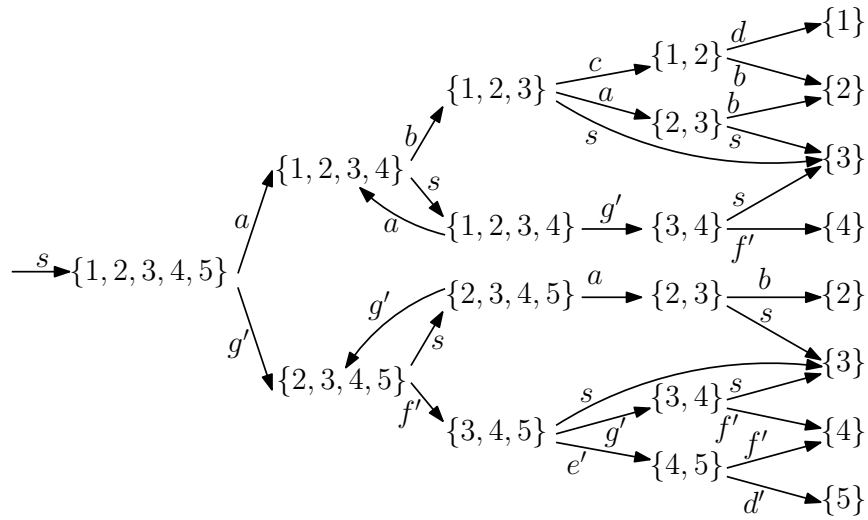 d {1}
c {1, 2}
b {2}
{1, 2, 3} a b
{2, 3} s
b s {3}
{1, 2, 3, 4} s s
a a {1, 2, 3, 4} g′ {3, 4} {4}
f′
s {1, 2, 3, 4, 5}
{2, 3, 4, 5} a {2, 3} b {2}
g′ s
g′ s {3}
{2, 3, 4, 5} s {3, 4} s
f′ {3, 4, 5} g′ f′ {4}
e′ {4, 5} f′
d′ {5}